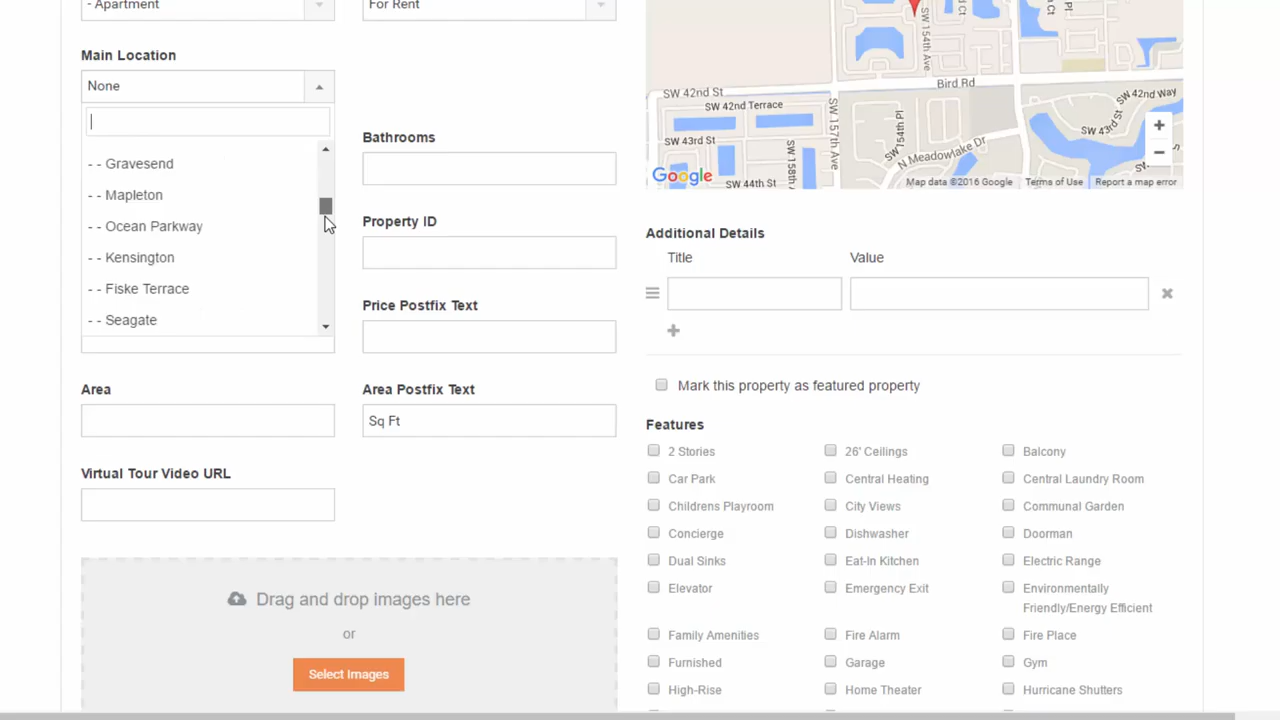 - Apartment
For Rent
Main Location
None
- - Gravesend
- - Mapleton
- - Ocean Parkway
- - Kensington
- - Fiske Terrace
- - Seagate
Bathrooms
Property ID
Price Postfix Text
Area
Area Postfix Text
Sq Ft
Virtual Tour Video URL
Drag and drop images here
or
Select Images
SW 154th Ave
Bird Rd
SW 42nd St
SW 42nd Terrace
SW 42nd Way
SW 43rd St
SW 43rd Ct
SW 157th Ave
SW 154th Pl
N Meadowlake Dr
SW 158th
SW 44th St
Google
Map data ©2016 Google
Terms of Use
Report a map error
Additional Details
Title
Value
Mark this property as featured property
Features
2 Stories
26' Ceilings
Balcony
Car Park
Central Heating
Central Laundry Room
Childrens Playroom
City Views
Communal Garden
Concierge
Dishwasher
Doorman
Dual Sinks
Eat-In Kitchen
Electric Range
Elevator
Emergency Exit
Environmentally
Friendly/Energy Efficient
Family Amenities
Fire Alarm
Fire Place
Furnished
Garage
Gym
High-Rise
Home Theater
Hurricane Shutters